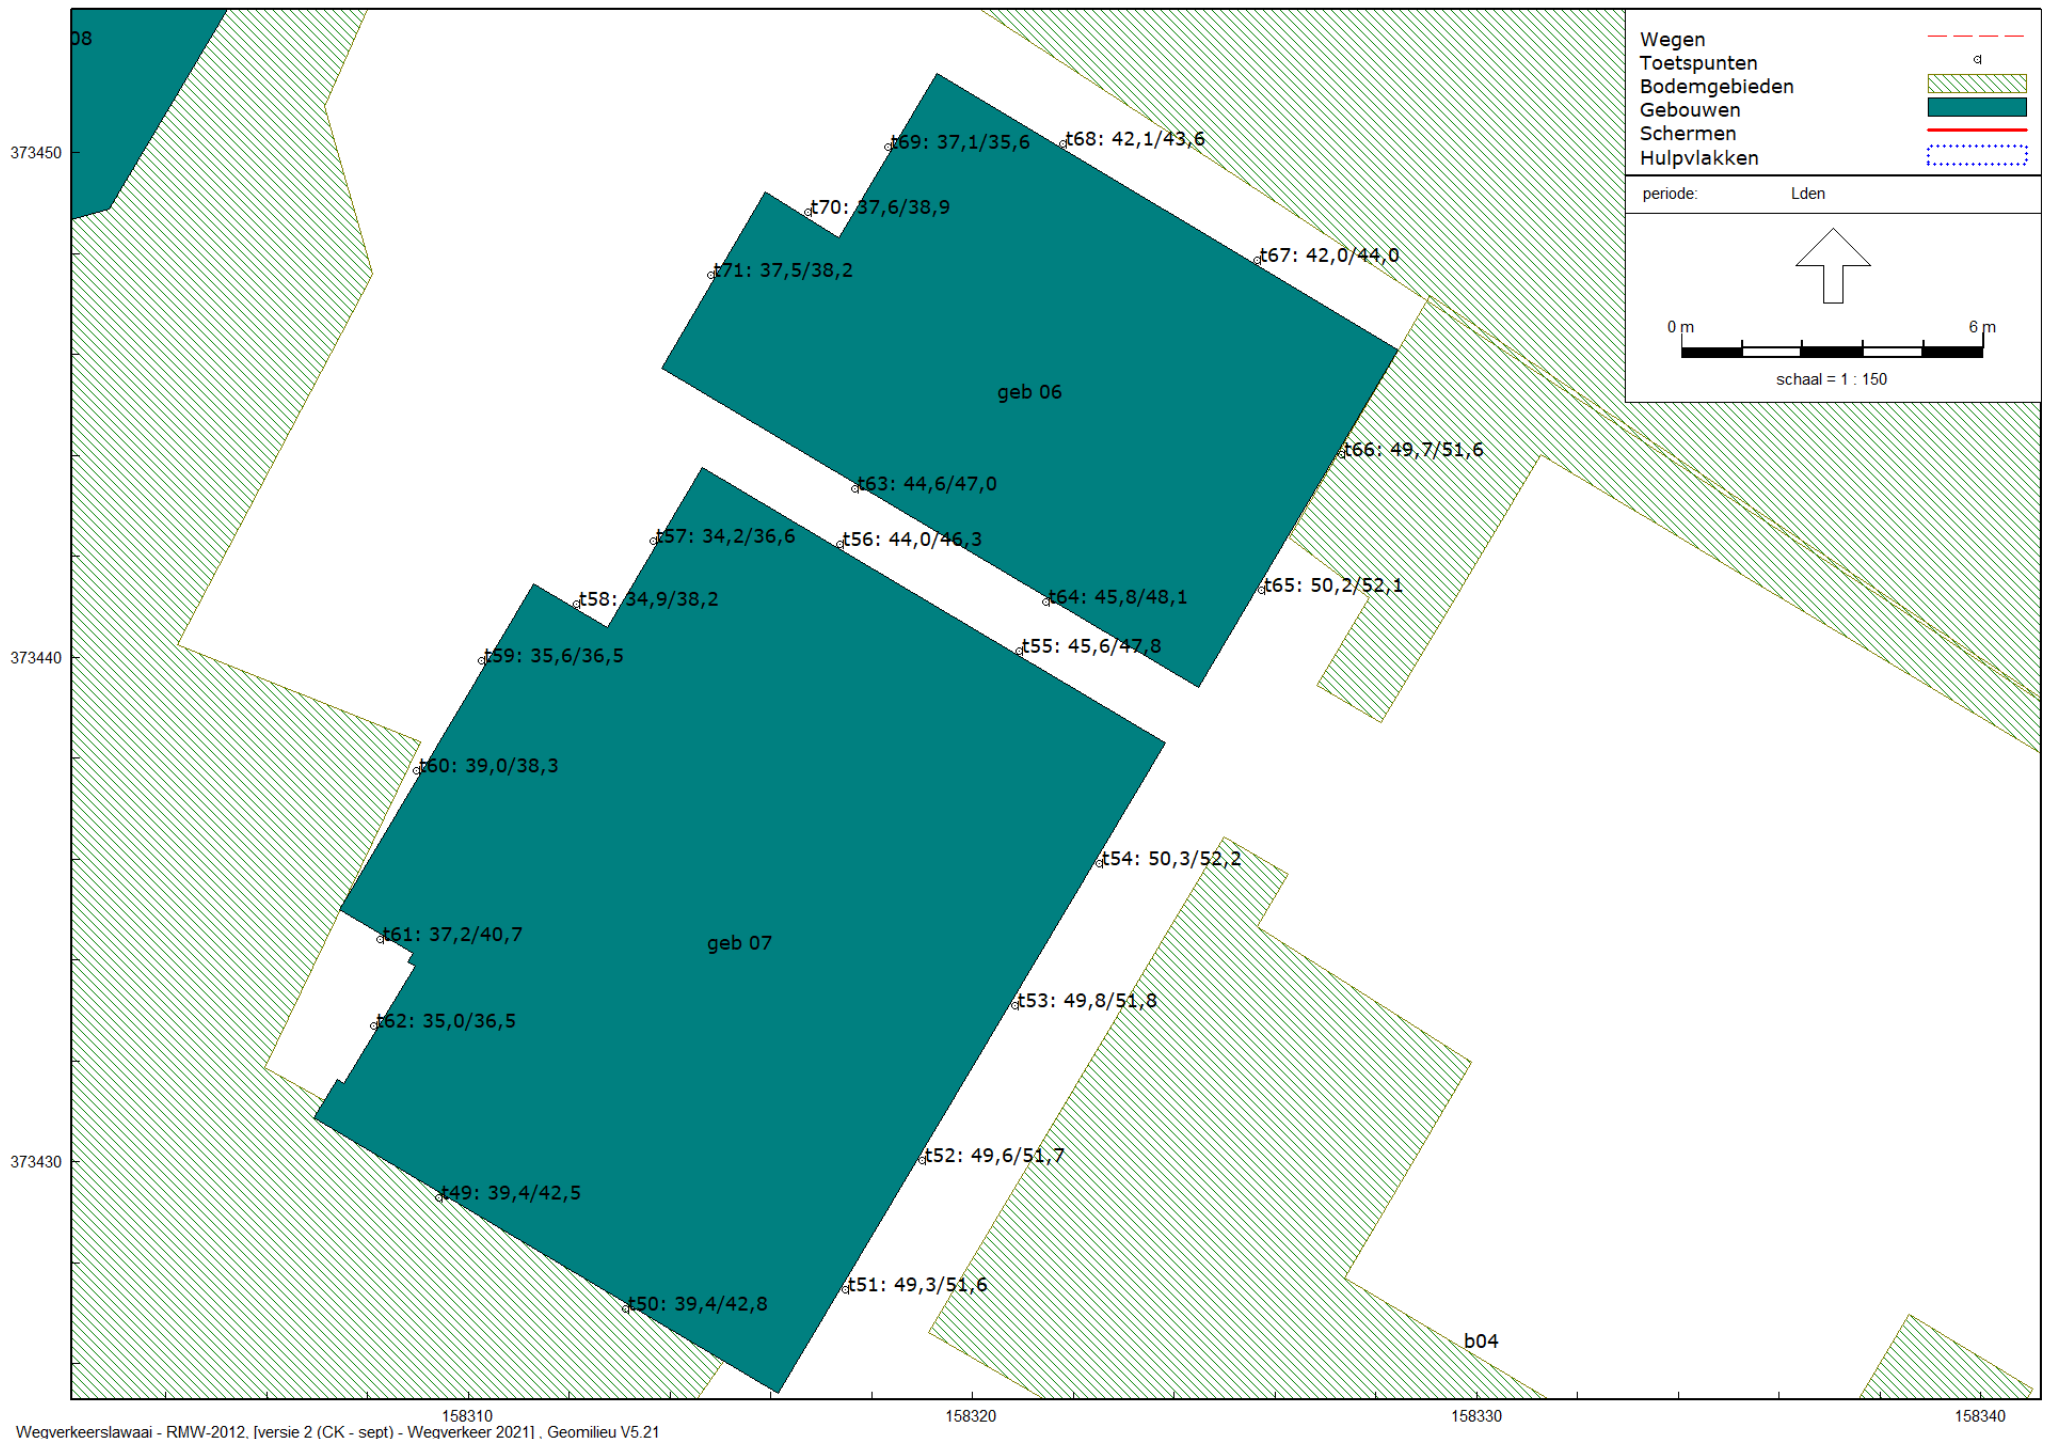 08
Wegen
Toetspunten
Bodemgebieden
Gebouwen
Schermen
Hulpvlakken
periode: Lden
0 m 6 m
schaal = 1 : 150
373450
t69: 37,1/35,6
t68: 42,1/43,6
t70: 37,6/38,9
t71: 37,5/38,2
t67: 42,0/44,0
geb 06
t66: 49,7/51,6
t63: 44,6/47,0
t57: 34,2/36,6
t56: 44,0/46,3
t65: 50,2/52,1
t58: 34,9/38,2
t64: 45,8/48,1
373440
t59: 35,6/36,5
t55: 45,6/47,8
t60: 39,0/38,3
t54: 50,3/52,2
t61: 37,2/40,7
geb 07
t53: 49,8/51,8
t62: 35,0/36,5
373430
t52: 49,6/51,7
t49: 39,4/42,5
t51: 49,3/51,6
t50: 39,4/42,8
b04
158310 158320 158330 158340
Wegverkeerslawaai - RMW-2012, [versie 2 (CK - sept) - Wegverkeer 2021] , Geomilieu V5.21